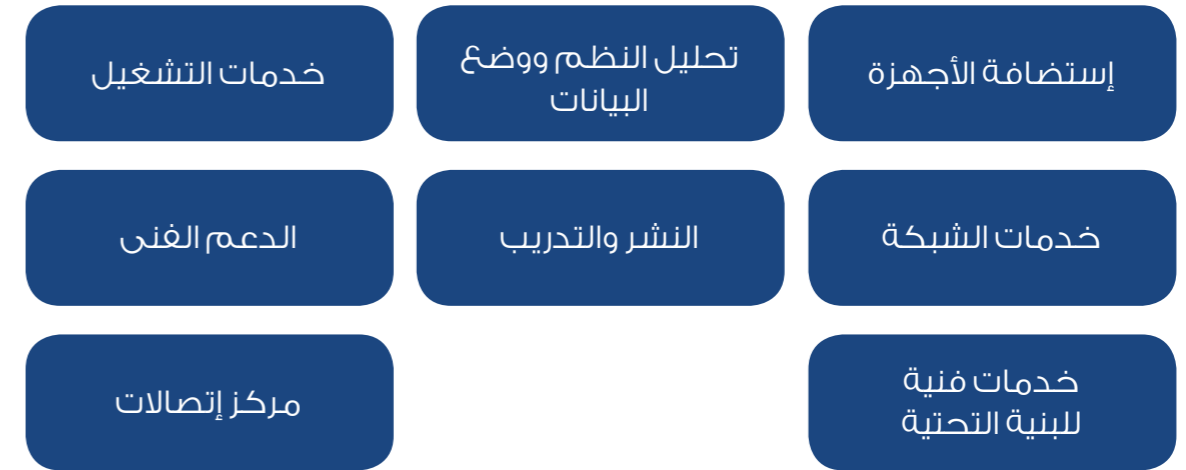 إستضافة الأجهزة
تحليل النظم ووضع
البيانات
خدمات التشغيل
خدمات الشبكة
النشر والتدريب
الدعم الفنى
خدمات فنية
للبنية التحتية
مركز إتصالات